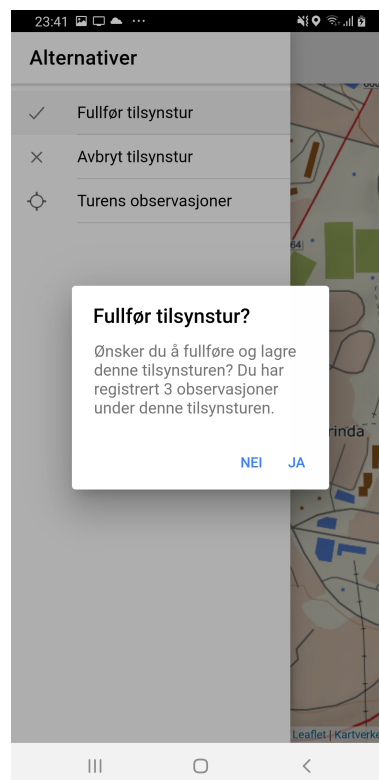 23:41
Alternativer
Fullfør tilsynstur
Avbryt tilsynstur
Turens observasjoner
64
Fullfør tilsynstur?
Ønsker du å fullføre og lagre
denne tilsynsturen? Du har
registrert 3 observasjoner
under denne tilsynsturen.
rinda
NEI JA
Leaflet | Kartverke